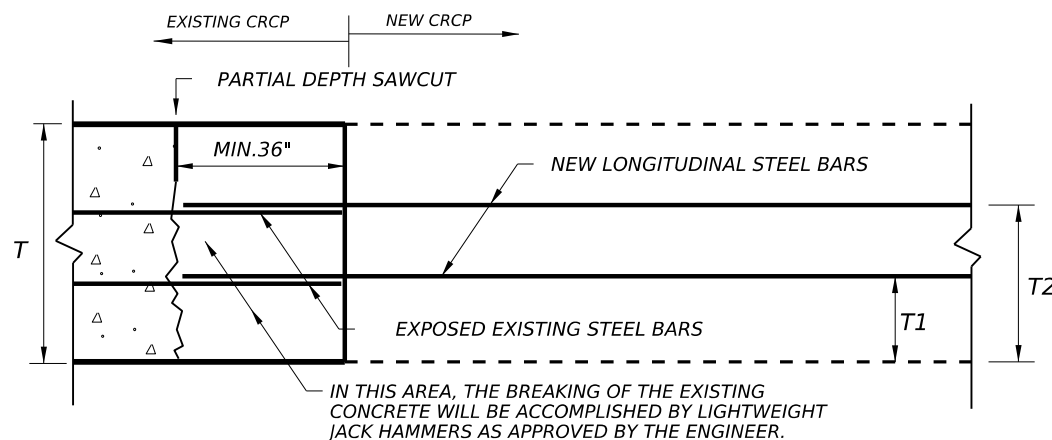 EXISTING CRCP
NEW CRCP
PARTIAL DEPTH SAWCUT
MIN.36"
NEW LONGITUDINAL STEEL BARS
T
T2
T1
EXPOSED EXISTING STEEL BARS
IN THIS AREA, THE BREAKING OF THE EXISTING
CONCRETE WILL BE ACCOMPLISHED BY LIGHTWEIGHT
JACK HAMMERS AS APPROVED BY THE ENGINEER.